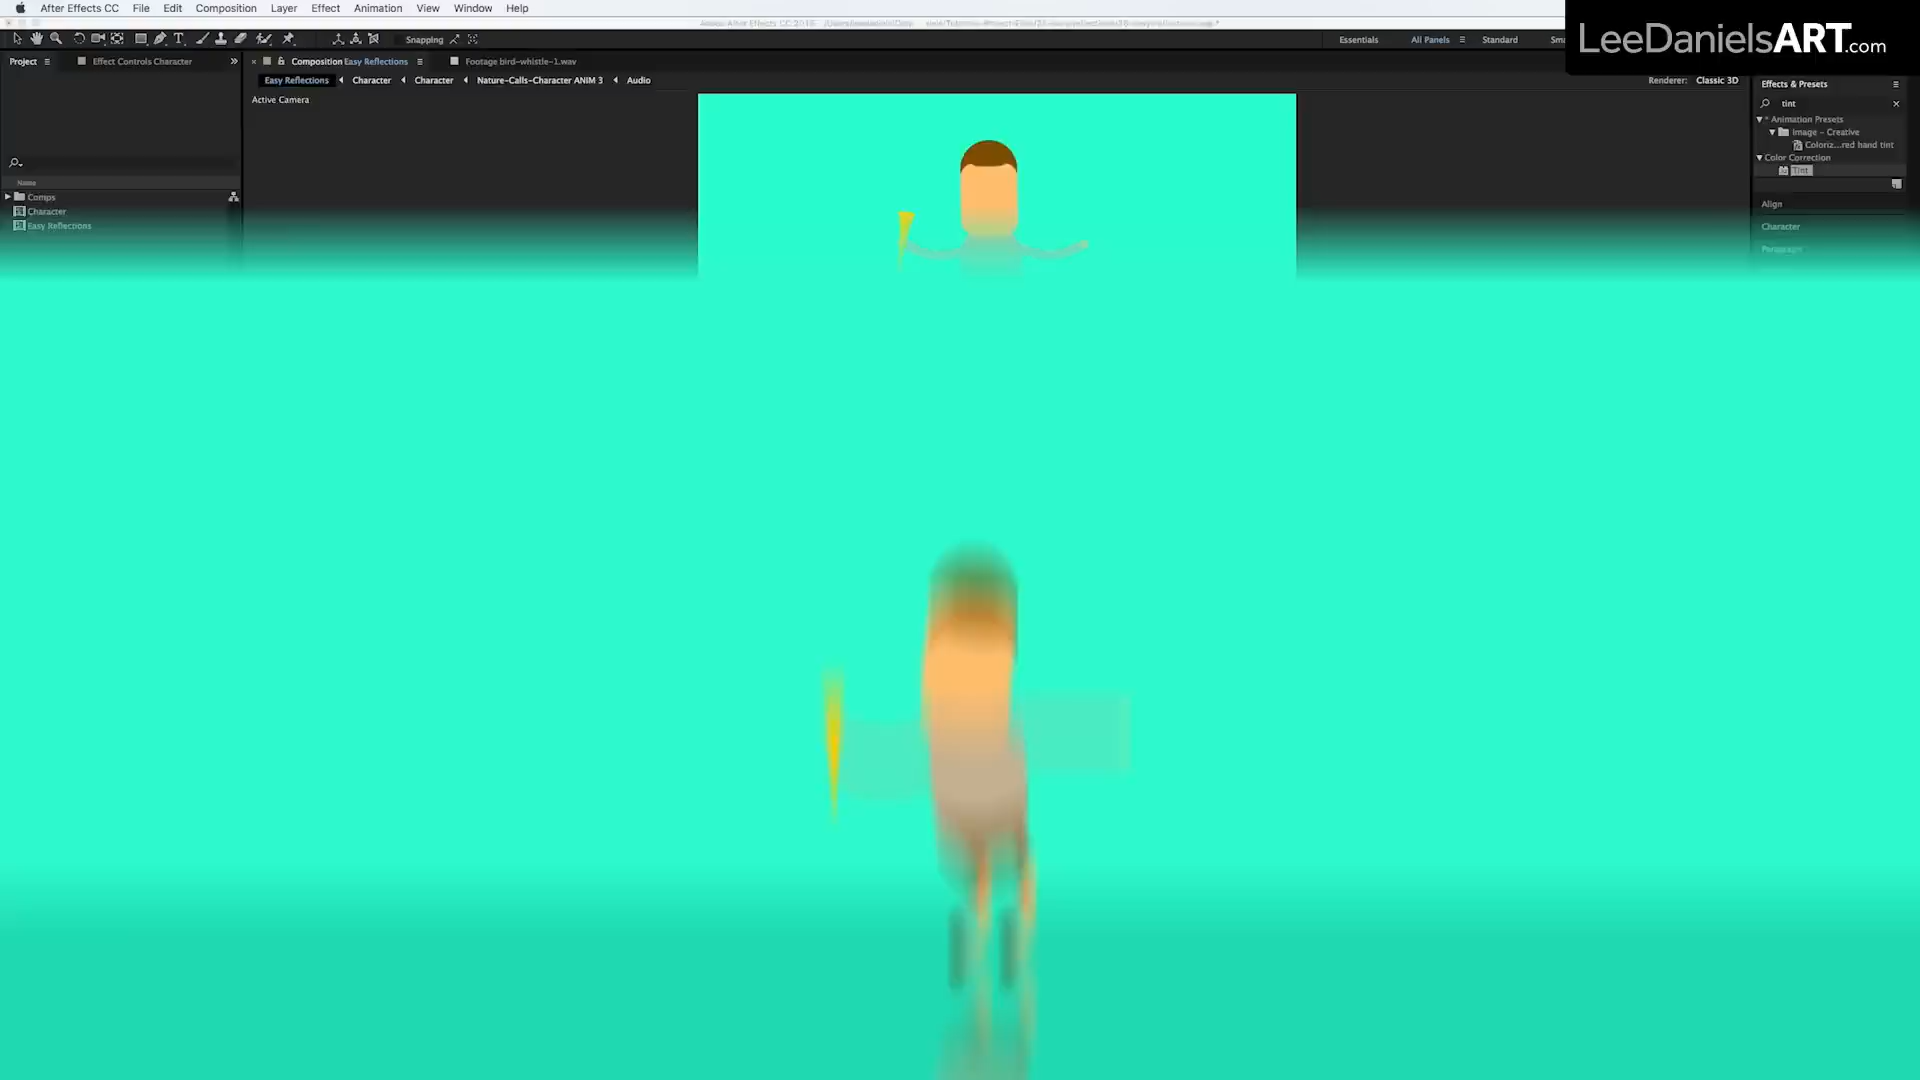 After Effects CC File Edit Composition Layer Effect Animation View Window Help
LeeDanielsART.com
Snapping
Essentials All Panels Standard
Project Effect Controls Character
Composition Easy Reflections
Footage bird-whistle-1.wav
Easy Reflections Character Character Nature-Calls-Character ANIM 3 Audio
Renderer: Classic 3D
Active Camera
Effects & Presets
tint
* Animation Presets
Image - Creative
Coloriz...red hand tint
Color Correction
Tint
Name
Comps
Character
Easy Reflections
Align
Character
Paragraph